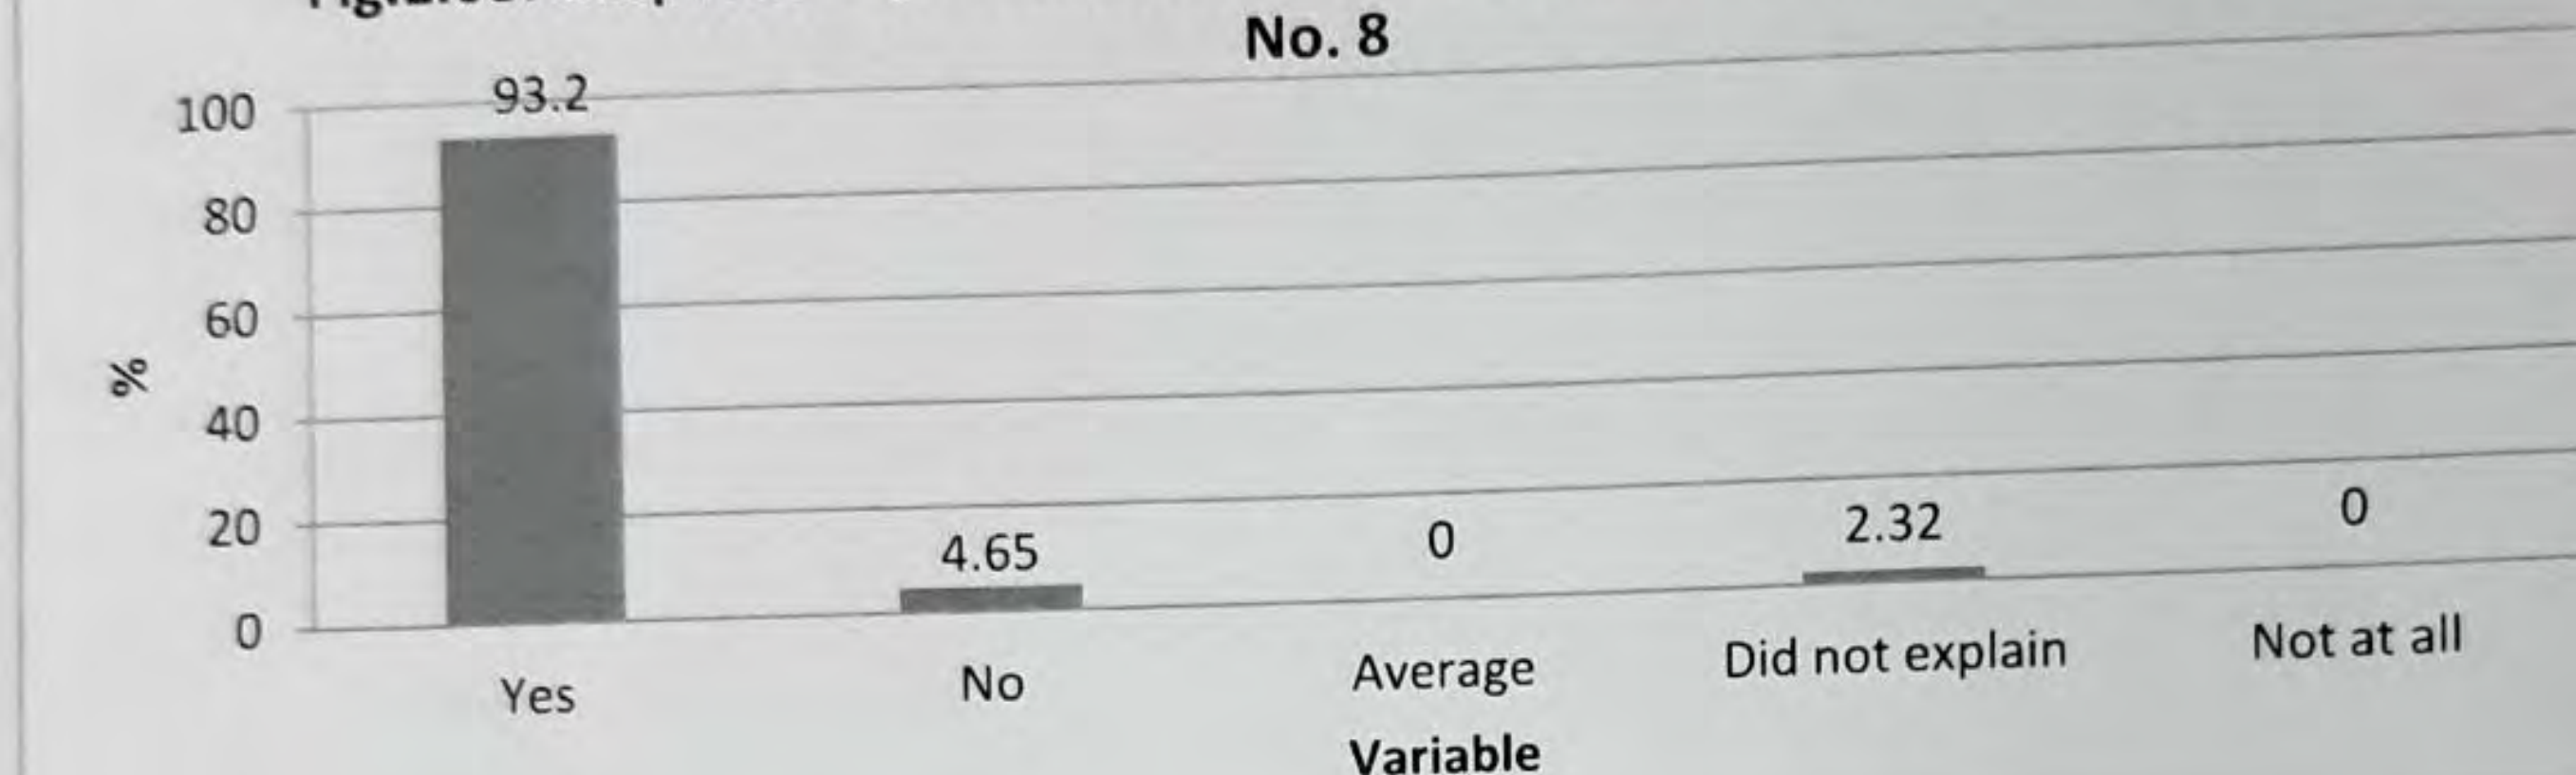 No. 8
93.2
100
80
60
40
20
0
%
4.65
0
2.32
0
Yes
No
Average
Did not explain
Not at all
Variable